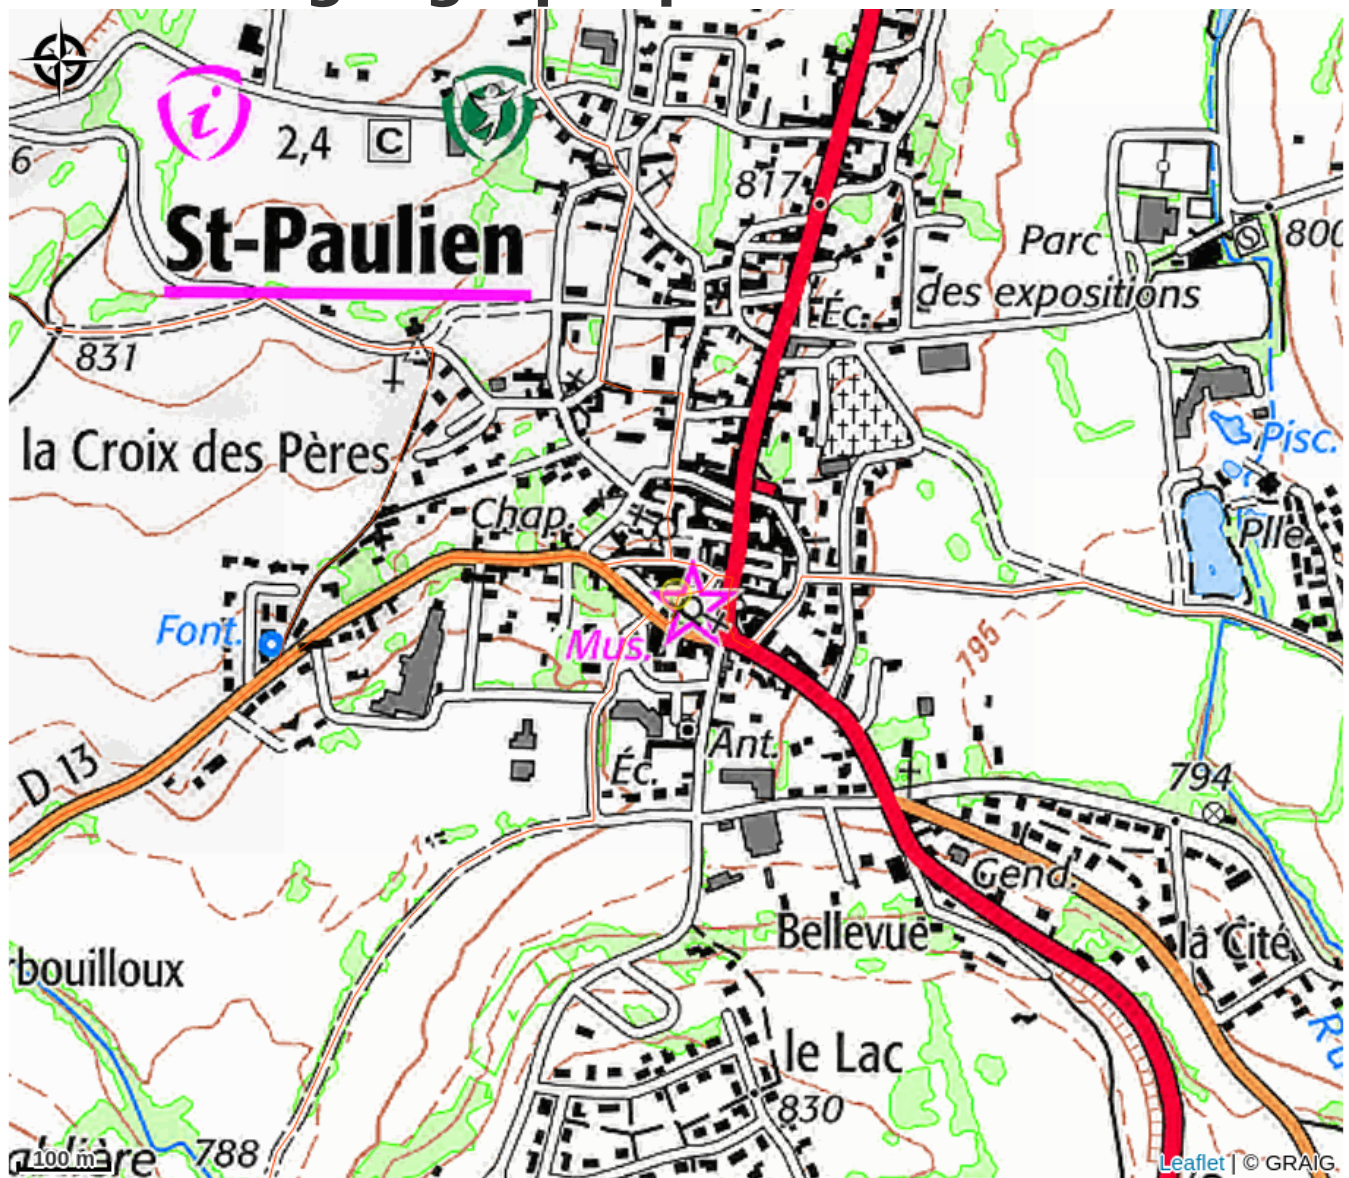 i
2,4 C
6
817
St-Paulien
Parc
des expositions
800
Éc.
831
la Croix des Pères
Pisc.
Chap.
Plle
Font.
Mus.
795
D 13
Ant.
Éc.
794
Gend.
Bellevue
la Cité
bouilloux
le Lac
830
788
100 m
Leaflet | © GRAIG